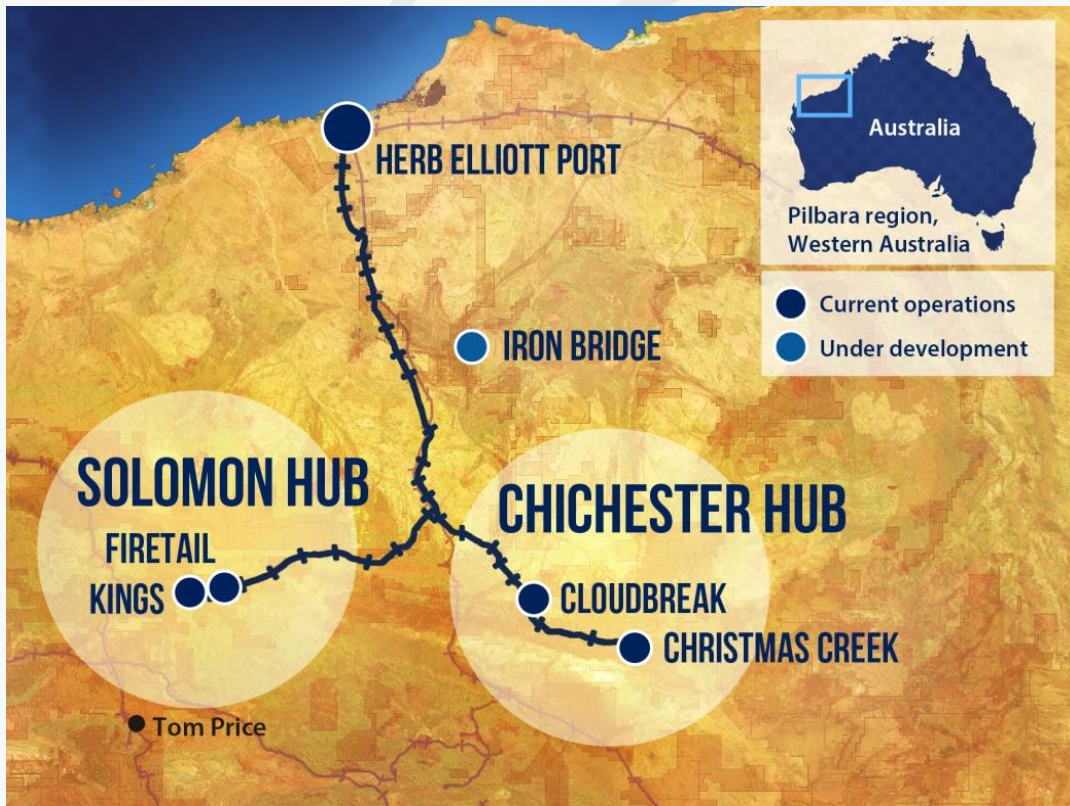 Australia
Pilbara region,
Western Australia
HERB ELLIOTT PORT
Current operations
Under development
IRON BRIDGE
SOLOMON HUB
CHICHESTER HUB
FIRETAIL
KINGS
CLOUDBREAK
CHRISTMAS CREEK
Tom Price